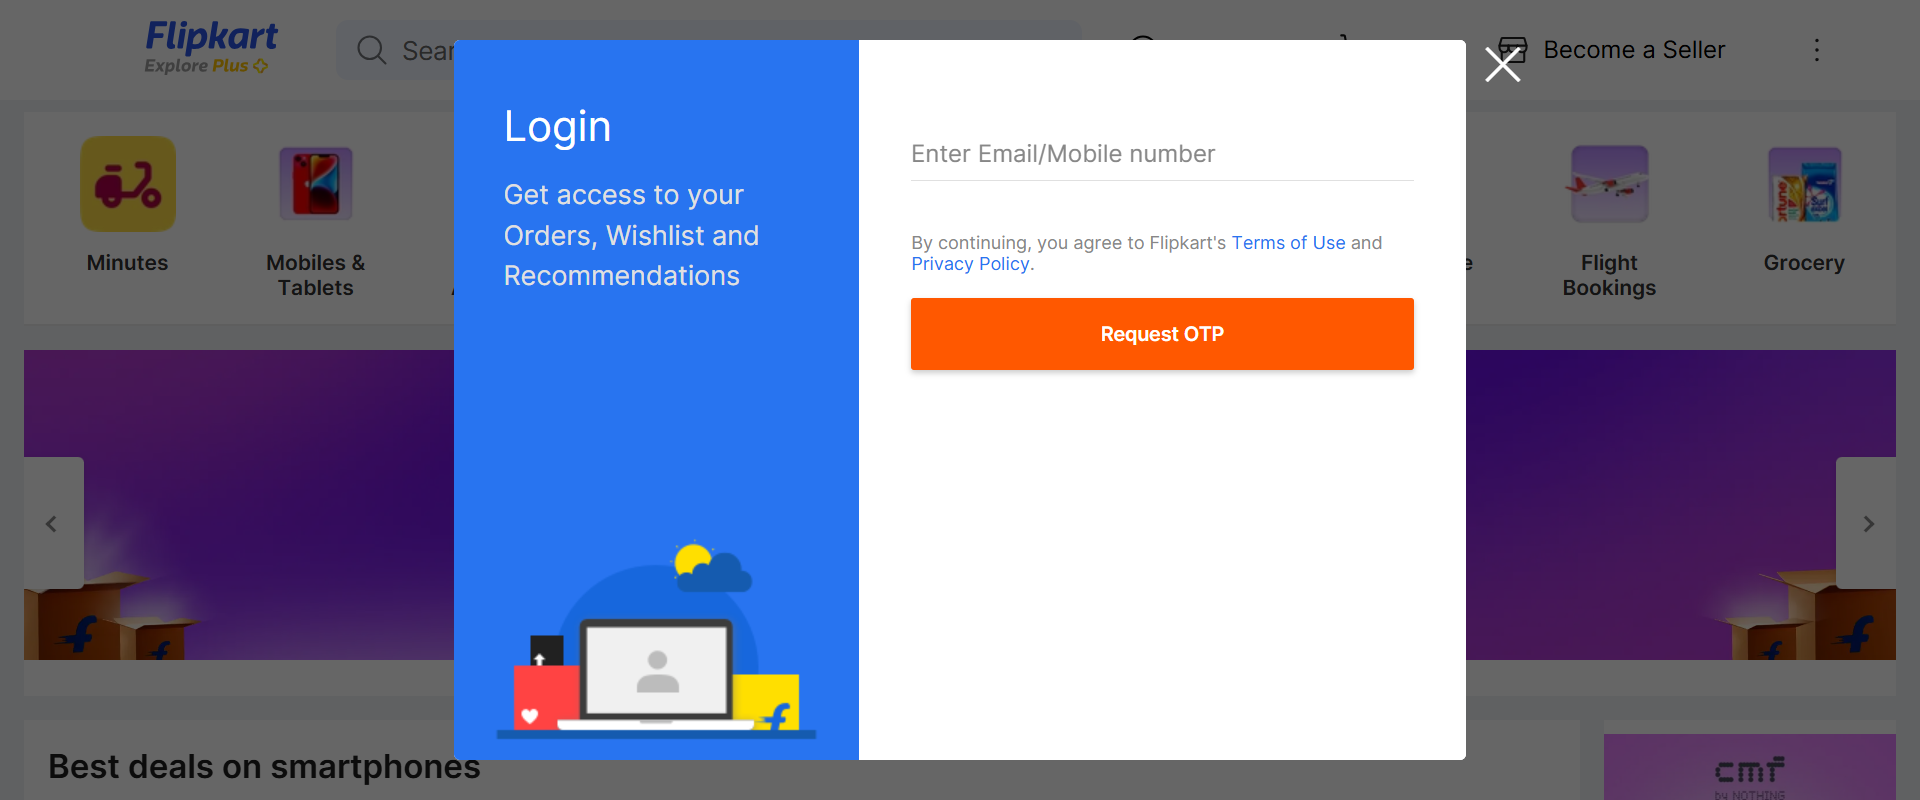 Flipkart
Explore Plus
Become a Seller
Minutes
Mobiles &
Tablets
Flight
Bookings
Grocery
Login
Get access to your
Orders, Wishlist and
Recommendations
Enter Email/Mobile number
By continuing, you agree to Flipkart's Terms of Use and
Privacy Policy.
Request OTP
Best deals on smartphones
cmf
by NOTHING